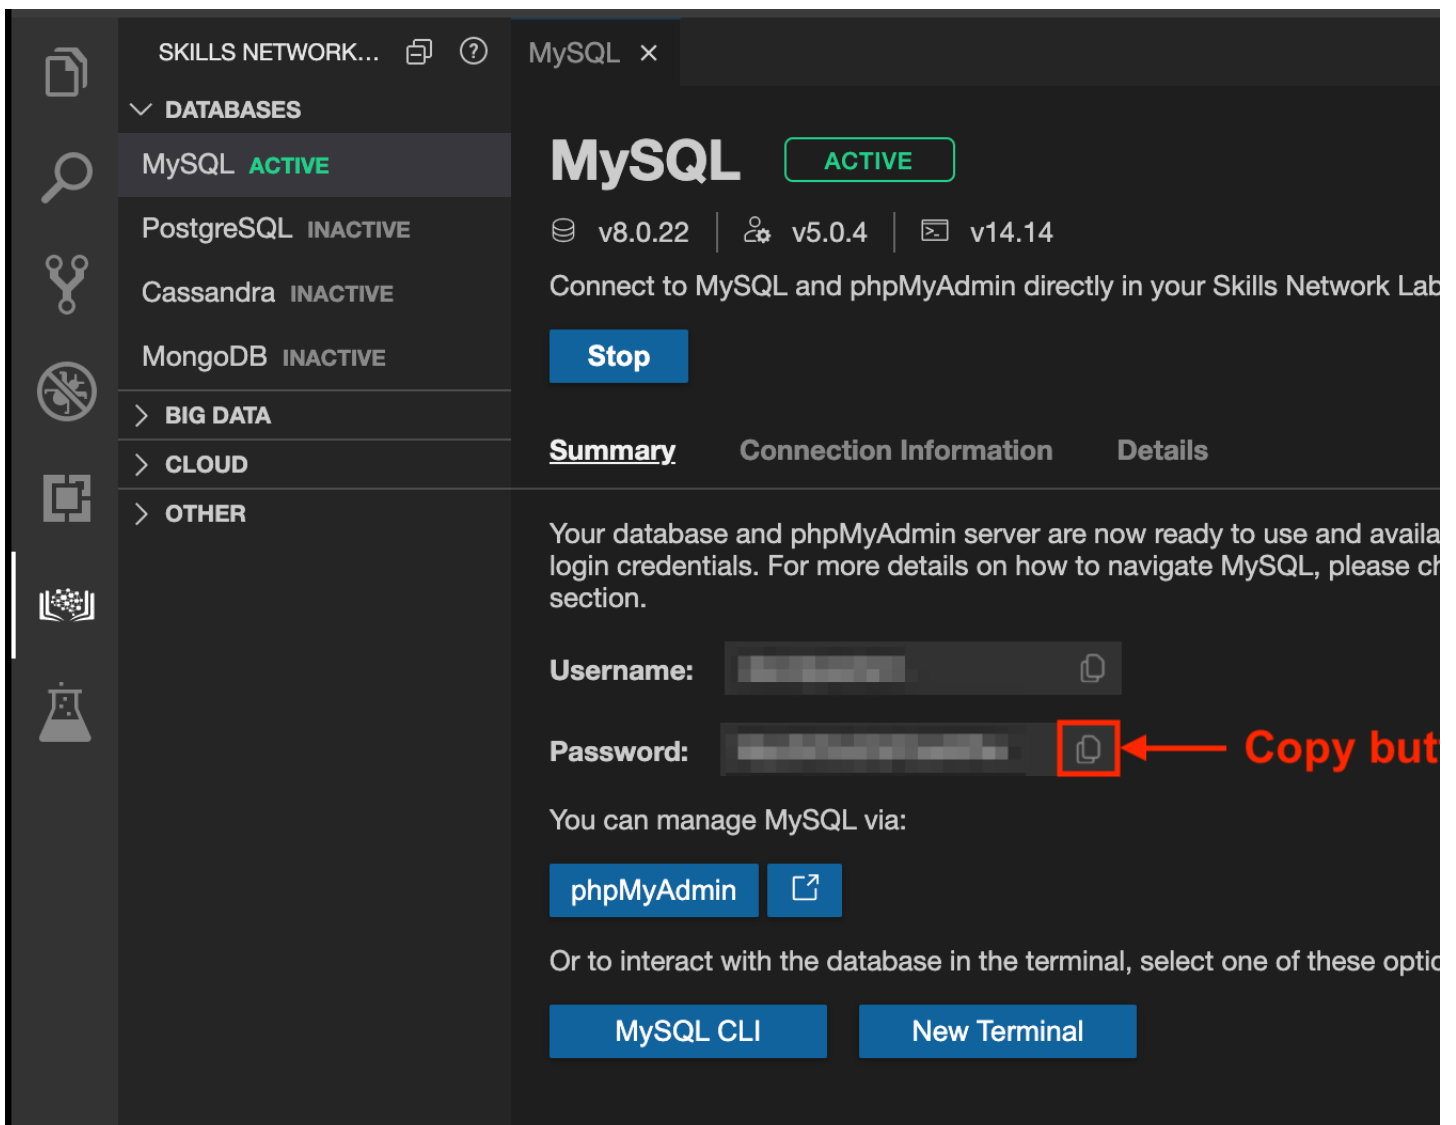 SKILLS NETWORK...
MySQL
DATABASES
MySQL ACTIVE
PostgreSQL INACTIVE
Cassandra INACTIVE
MongoDB INACTIVE
BIG DATA
CLOUD
OTHER
MySQL ACTIVE
v8.0.22 v5.0.4 v14.14
Connect to MySQL and phpMyAdmin directly in your Skills Network Lab
Stop
Summary Connection Information Details
Your database and phpMyAdmin server are now ready to use and availa
login credentials. For more details on how to navigate MySQL, please ch
section.
Username:
Password:
Copy but
You can manage MySQL via:
phpMyAdmin
Or to interact with the database in the terminal, select one of these optio
MySQL CLI New Terminal